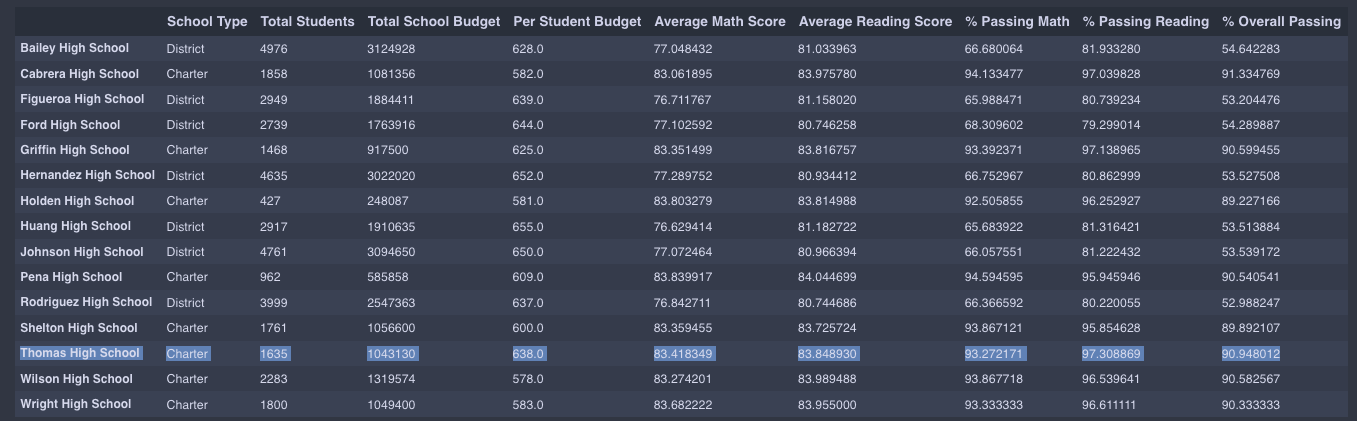 School Type Total Students Total School Budget Per Student Budget Average Math Score Average Reading Score % Passing Math % Passing Reading % Overall Passing
Bailey High School District 4976 3124928 628.0 77.048432 81.033963 66.680064 81.933280 54.642283
Cabrera High School Charter 1858 1081356 582.0 83.061895 83.975780 94.133477 97.039828 91.334769
Figueroa High School District 2949 1884411 639.0 76.711767 81.158020 65.988471 80.739234 53.204476
Ford High School District 2739 1763916 644.0 77.102592 80.746258 68.309602 79.299014 54.289887
Griffin High School Charter 1468 917500 625.0 83.351499 83.816757 93.392371 97.138965 90.599455
Hernandez High School District 4635 3022020 652.0 77.289752 80.934412 66.752967 80.862999 53.527508
Holden High School Charter 427 248087 581.0 83.803279 83.814988 92.505855 96.252927 89.227166
Huang High School District 2917 1910635 655.0 76.629414 81.182722 65.683922 81.316421 53.513884
Johnson High School District 4761 3094650 650.0 77.072464 80.966394 66.057551 81.222432 53.539172
Pena High School Charter 962 585858 609.0 83.839917 84.044699 94.594595 95.945946 90.540541
Rodriguez High School District 3999 2547363 637.0 76.842711 80.744686 66.366592 80.220055 52.988247
Shelton High School Charter 1761 1056600 600.0 83.359455 83.725724 93.867121 95.854628 89.892107
Thomas High School Charter 1635 1043130 638.0 83.418349 83.848930 93.272171 97.308869 90.948012
Wilson High School Charter 2283 1319574 578.0 83.274201 83.989488 93.867718 96.539641 90.582567
Wright High School Charter 1800 1049400 583.0 83.682222 83.955000 93.333333 96.611111 90.333333